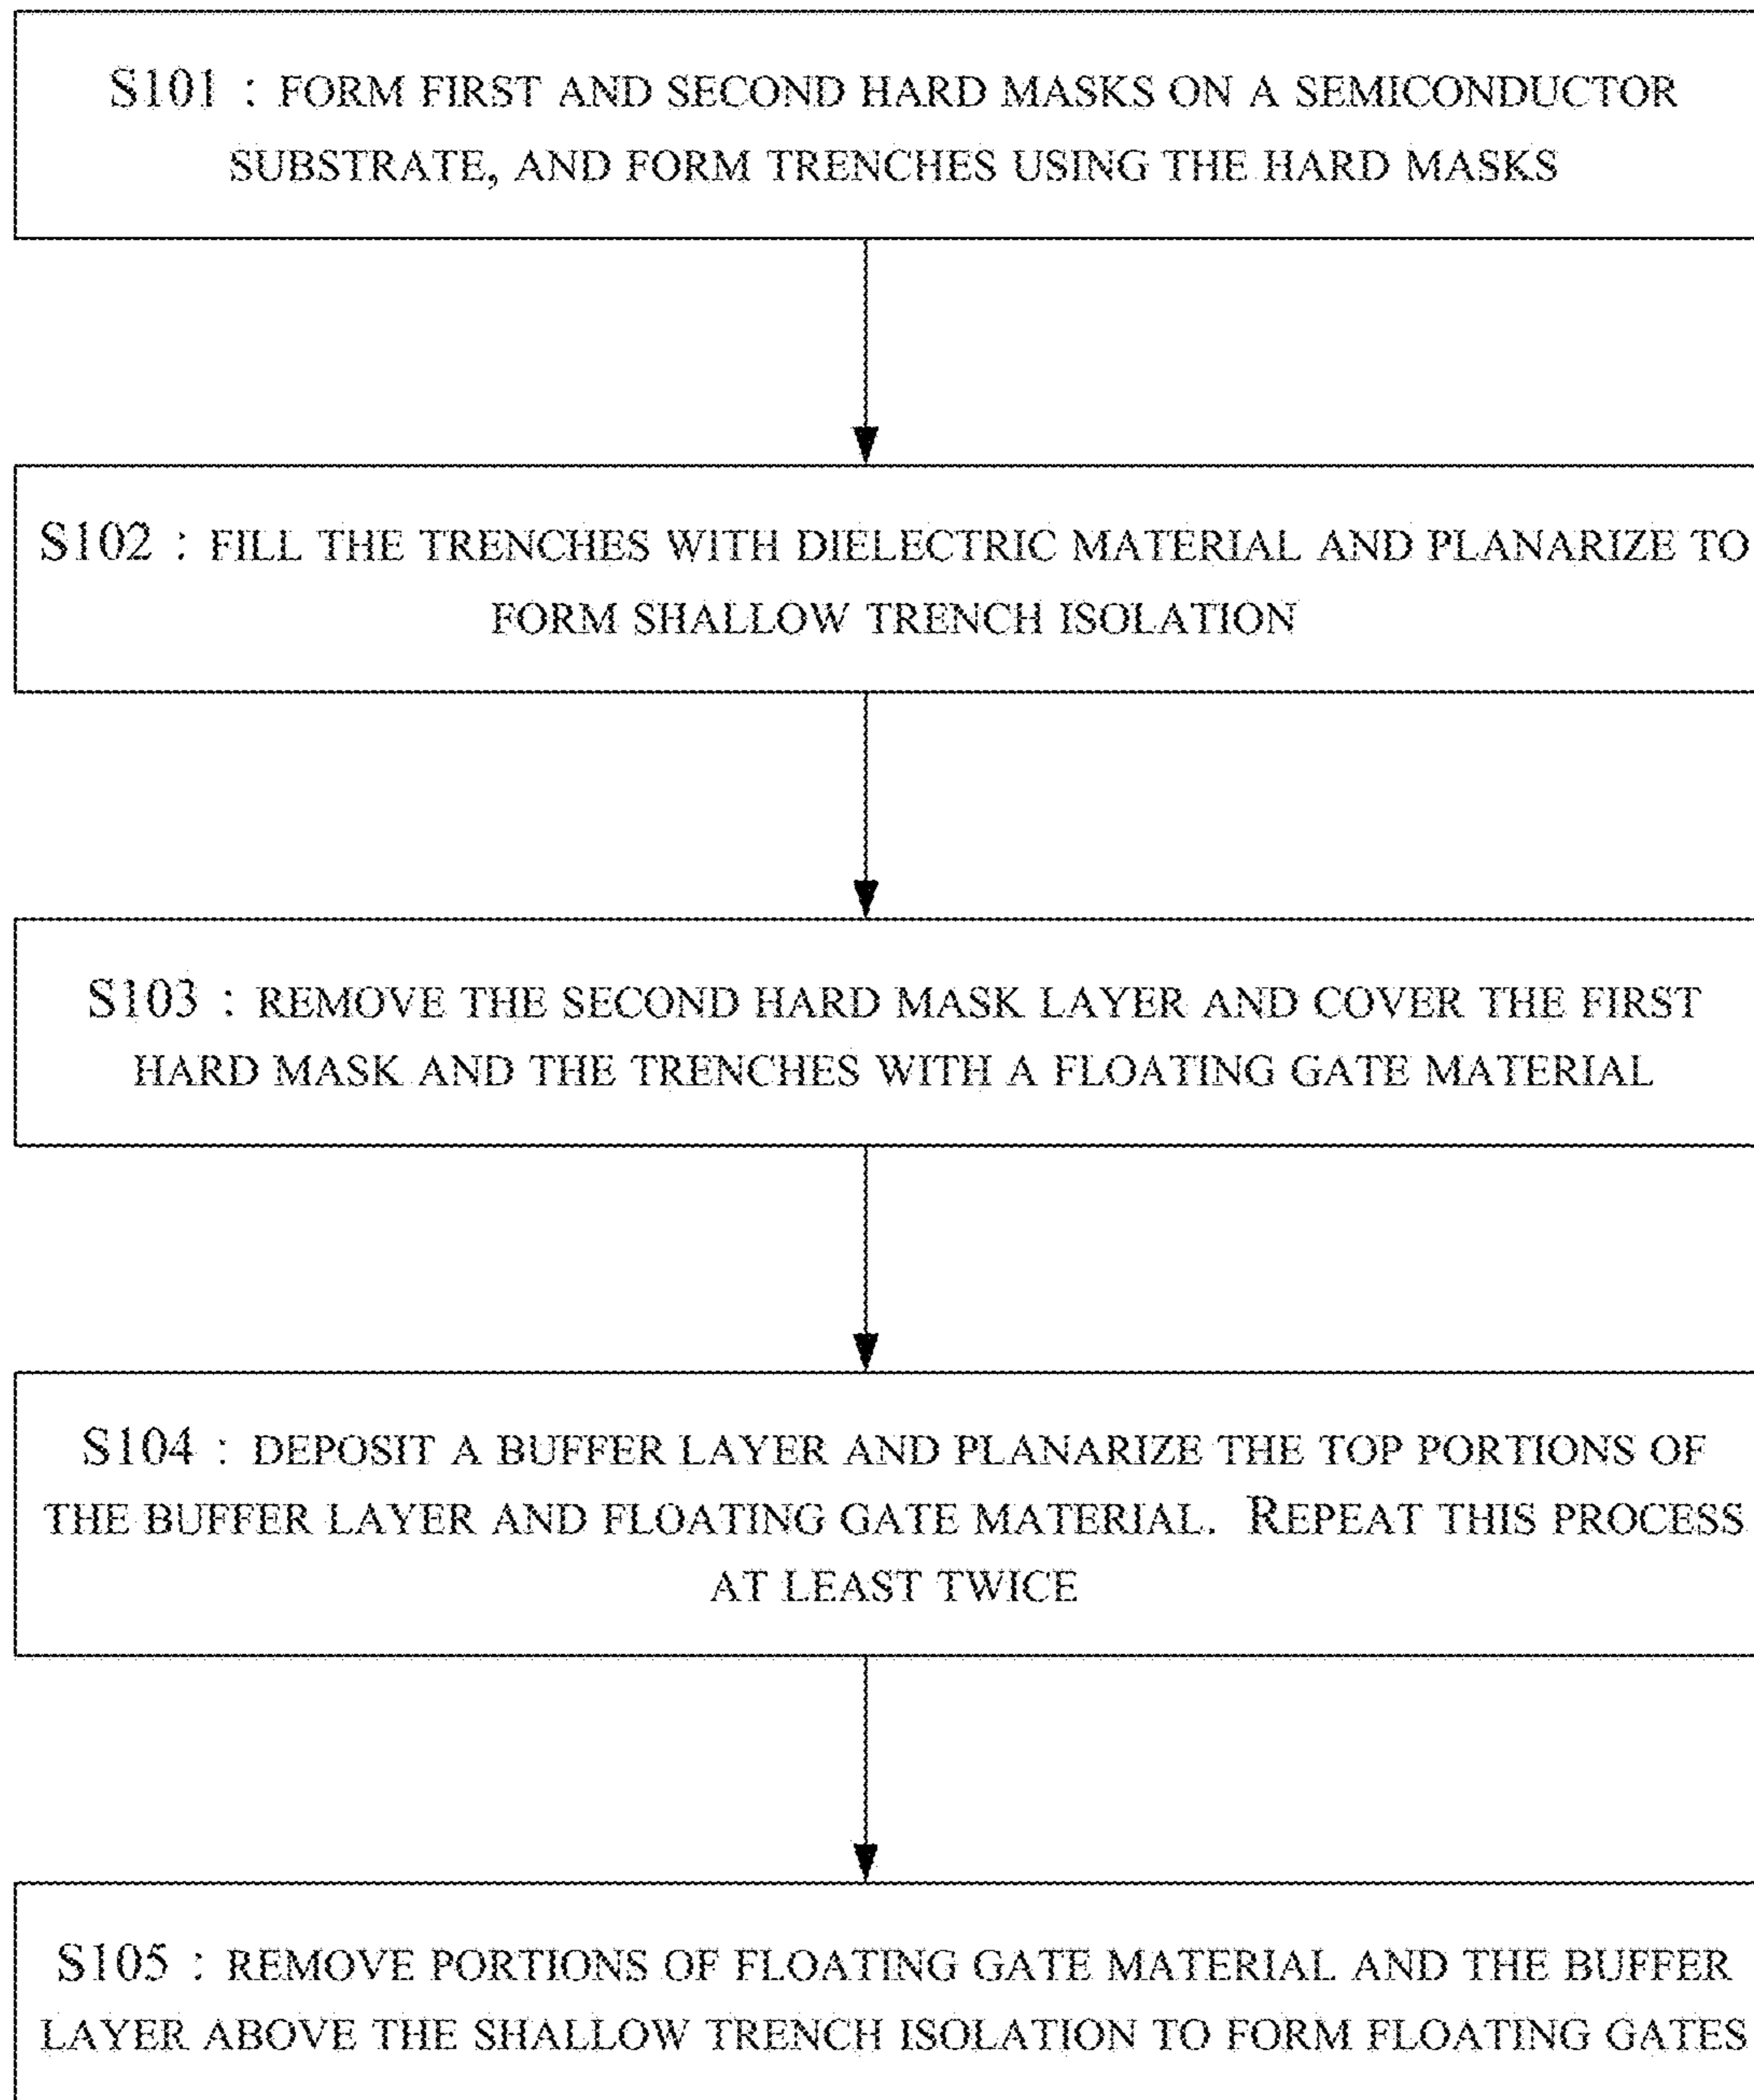 S101 : FORM FIRST AND SECOND HARD MASKS ON A SEMICONDUCTOR
SUBSTRATE, AND FORM TRENCHES USING THE HARD MASKS
S102 : FILL THE TRENCHES WITH DIELECTRIC MATERIAL AND PLANARIZE TO
FORM SHALLOW TRENCH ISOLATION
S103 : REMOVE THE SECOND HARD MASK LAYER AND COVER THE FIRST
HARD MASK AND THE TRENCHES WITH A FLOATING GATE MATERIAL
S104 : DEPOSIT A BUFFER LAYER AND PLANARIZE THE TOP PORTIONS OF
THE BUFFER LAYER AND FLOATING GATE MATERIAL. REPEAT THIS PROCESS
AT LEAST TWICE
S105 : REMOVE PORTIONS OF FLOATING GATE MATERIAL AND THE BUFFER
LAYER ABOVE THE SHALLOW TRENCH ISOLATION TO FORM FLOATING GATES